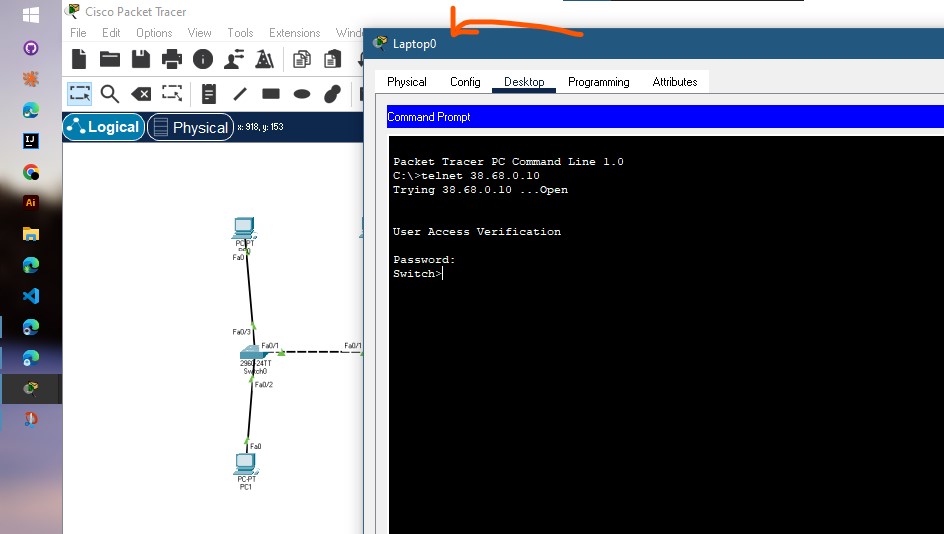 Cisco Packet Tracer
File Edit Options View Tools Extensions Wind
Laptop0
Physical Config Desktop Programming Attributes
Logical Physical x: 918, y: 153
Command Prompt
Packet Tracer PC Command Line 1.0
C:\>telnet 38.68.0.10
Trying 38.68.0.10 ...Open
User Access Verification
Password:
Switch>
PC-PT
Fa0
Fa0/3
Fa0/1 Fa0/1
2960-24TT
Switch0
Fa0/2
Fa0
PC-PT
PC1
IJ
Ai